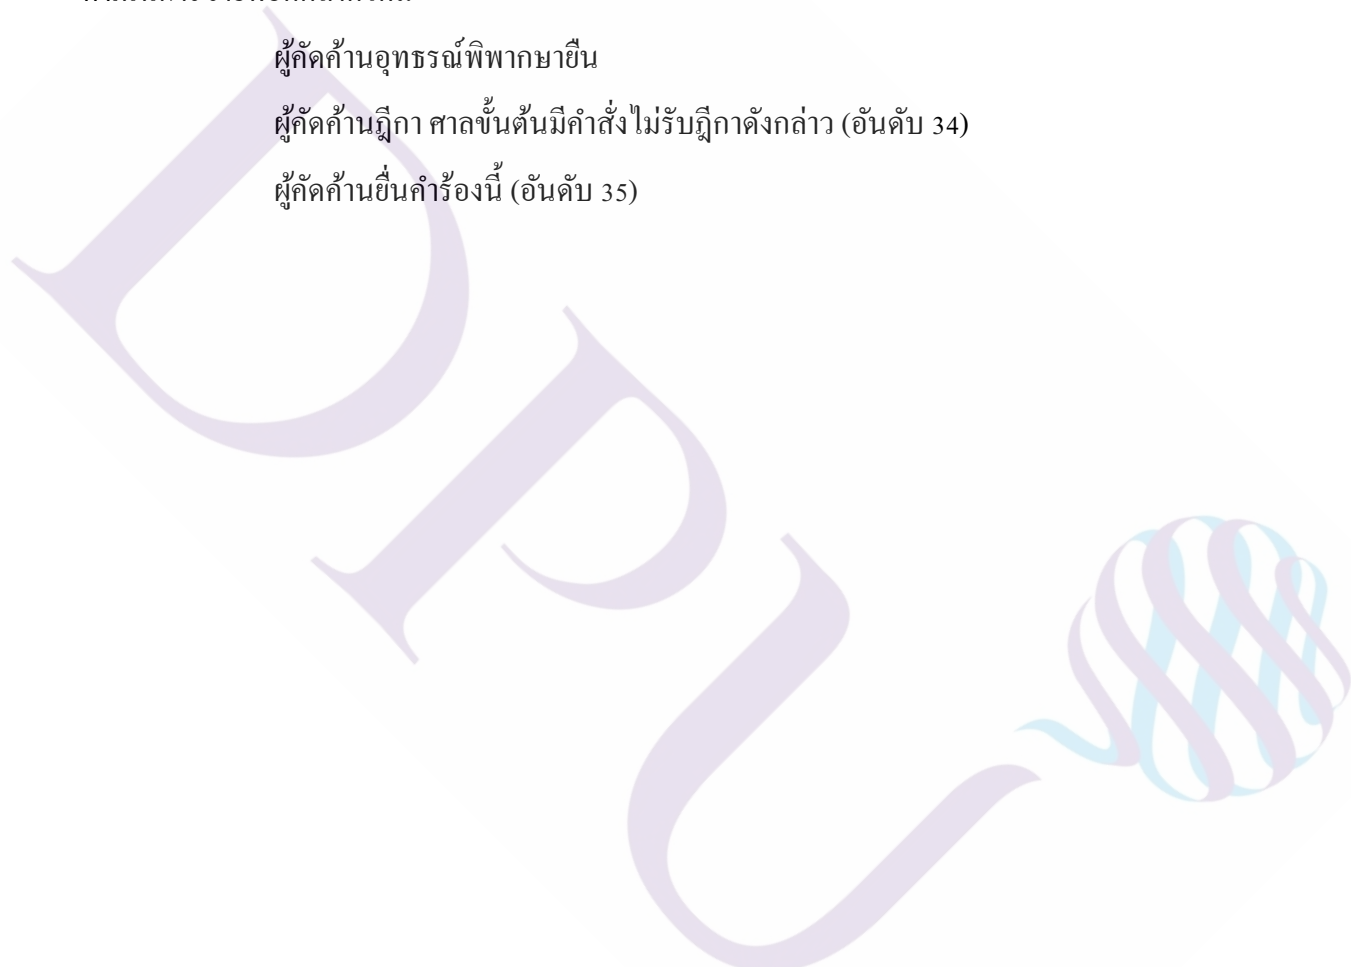 ผู้คัดค้านอุทธรณ์พิพากษายืน
ผู้คัดค้านฎีกา ศาลชั้นต้นมีคำสั่งไม่รับฎีกาดังกล่าว (อันดับ 34)
ผู้คัดค้านยื่นคำร้องนี้ (อันดับ 35)
DPU